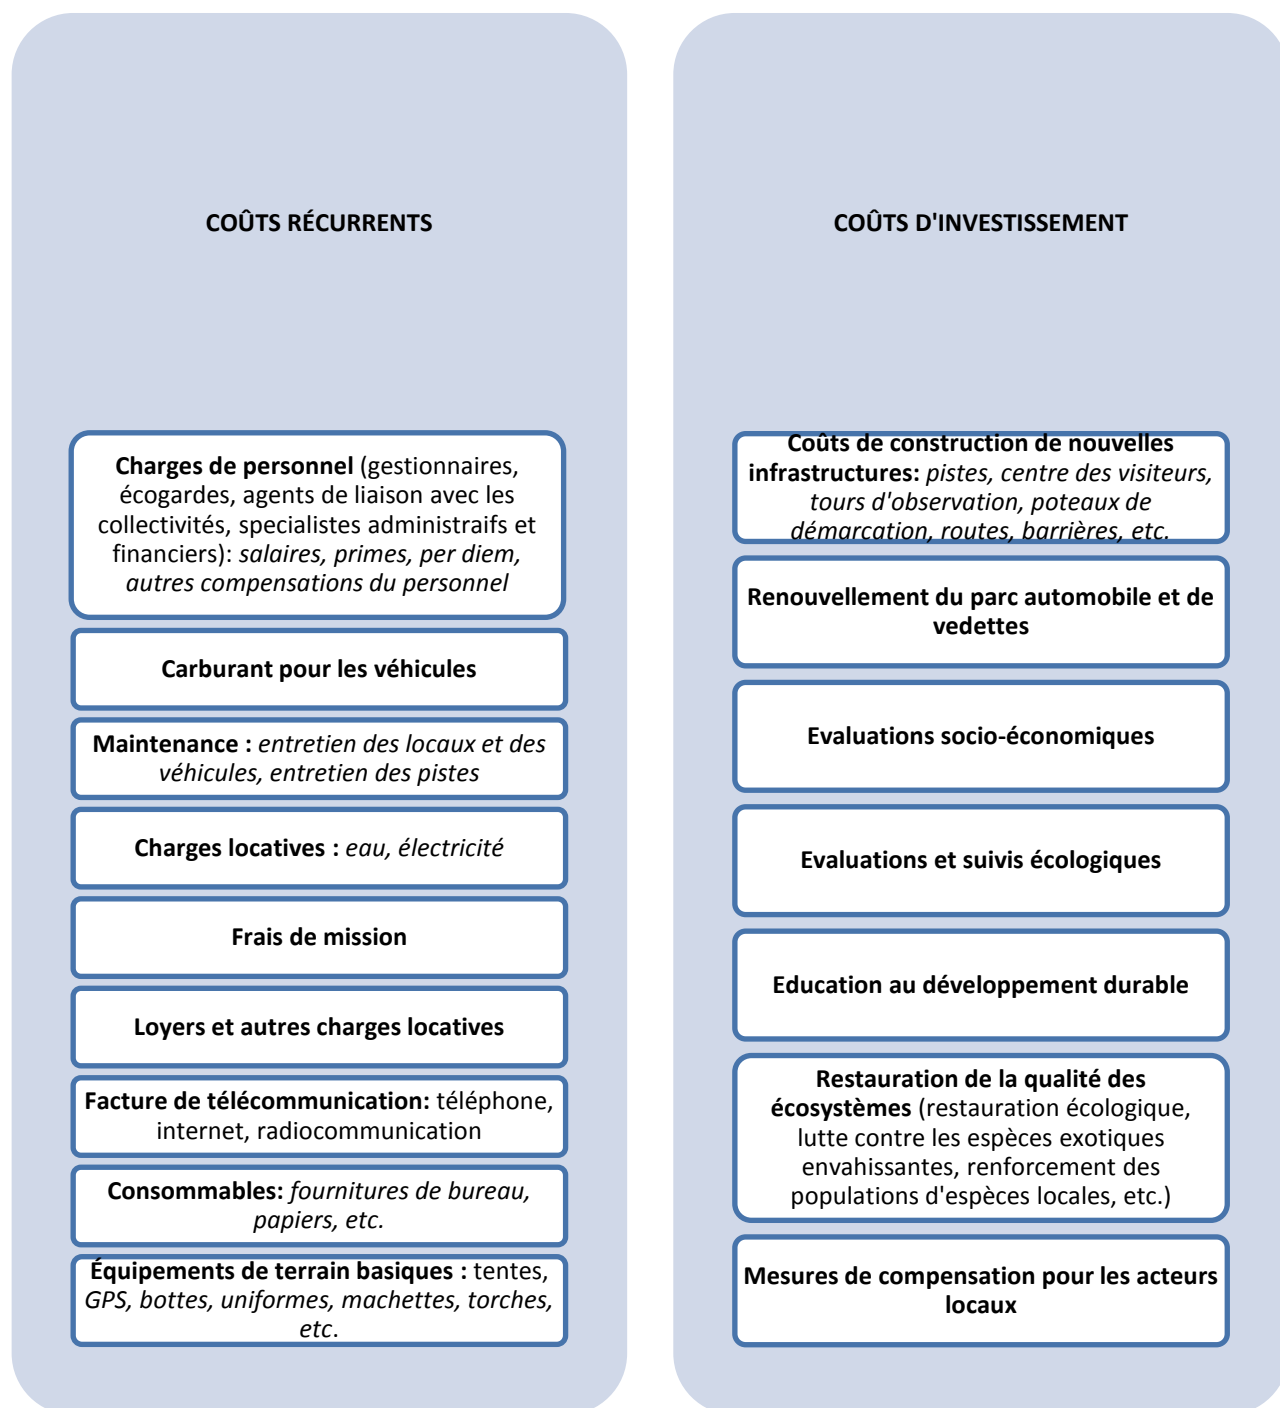 COÛTS RÉCURRENTS
Charges de personnel (gestionnaires,
écogardes, agents de liaison avec les
collectivités, specialistes administraifs et
financiers): salaires, primes, per diem,
autres compensations du personnel
Carburant pour les véhicules
Maintenance : entretien des locaux et des
véhicules, entretien des pistes
Charges locatives : eau, électricité
Frais de mission
Loyers et autres charges locatives
Facture de télécommunication: téléphone,
internet, radiocommunication
Consommables: fournitures de bureau,
papiers, etc.
Équipements de terrain basiques : tentes,
GPS, bottes, uniformes, machettes, torches,
etc.
COÛTS D'INVESTISSEMENT
Coûts de construction de nouvelles
infrastructures: pistes, centre des visiteurs,
tours d'observation, poteaux de
démarcation, routes, barrières, etc.
Renouvellement du parc automobile et de
vedettes
Evaluations socio-économiques
Evaluations et suivis écologiques
Education au développement durable
Restauration de la qualité des
écosystèmes (restauration écologique,
lutte contre les espèces exotiques
envahissantes, renforcement des
populations d'espèces locales, etc.)
Mesures de compensation pour les acteurs
locaux